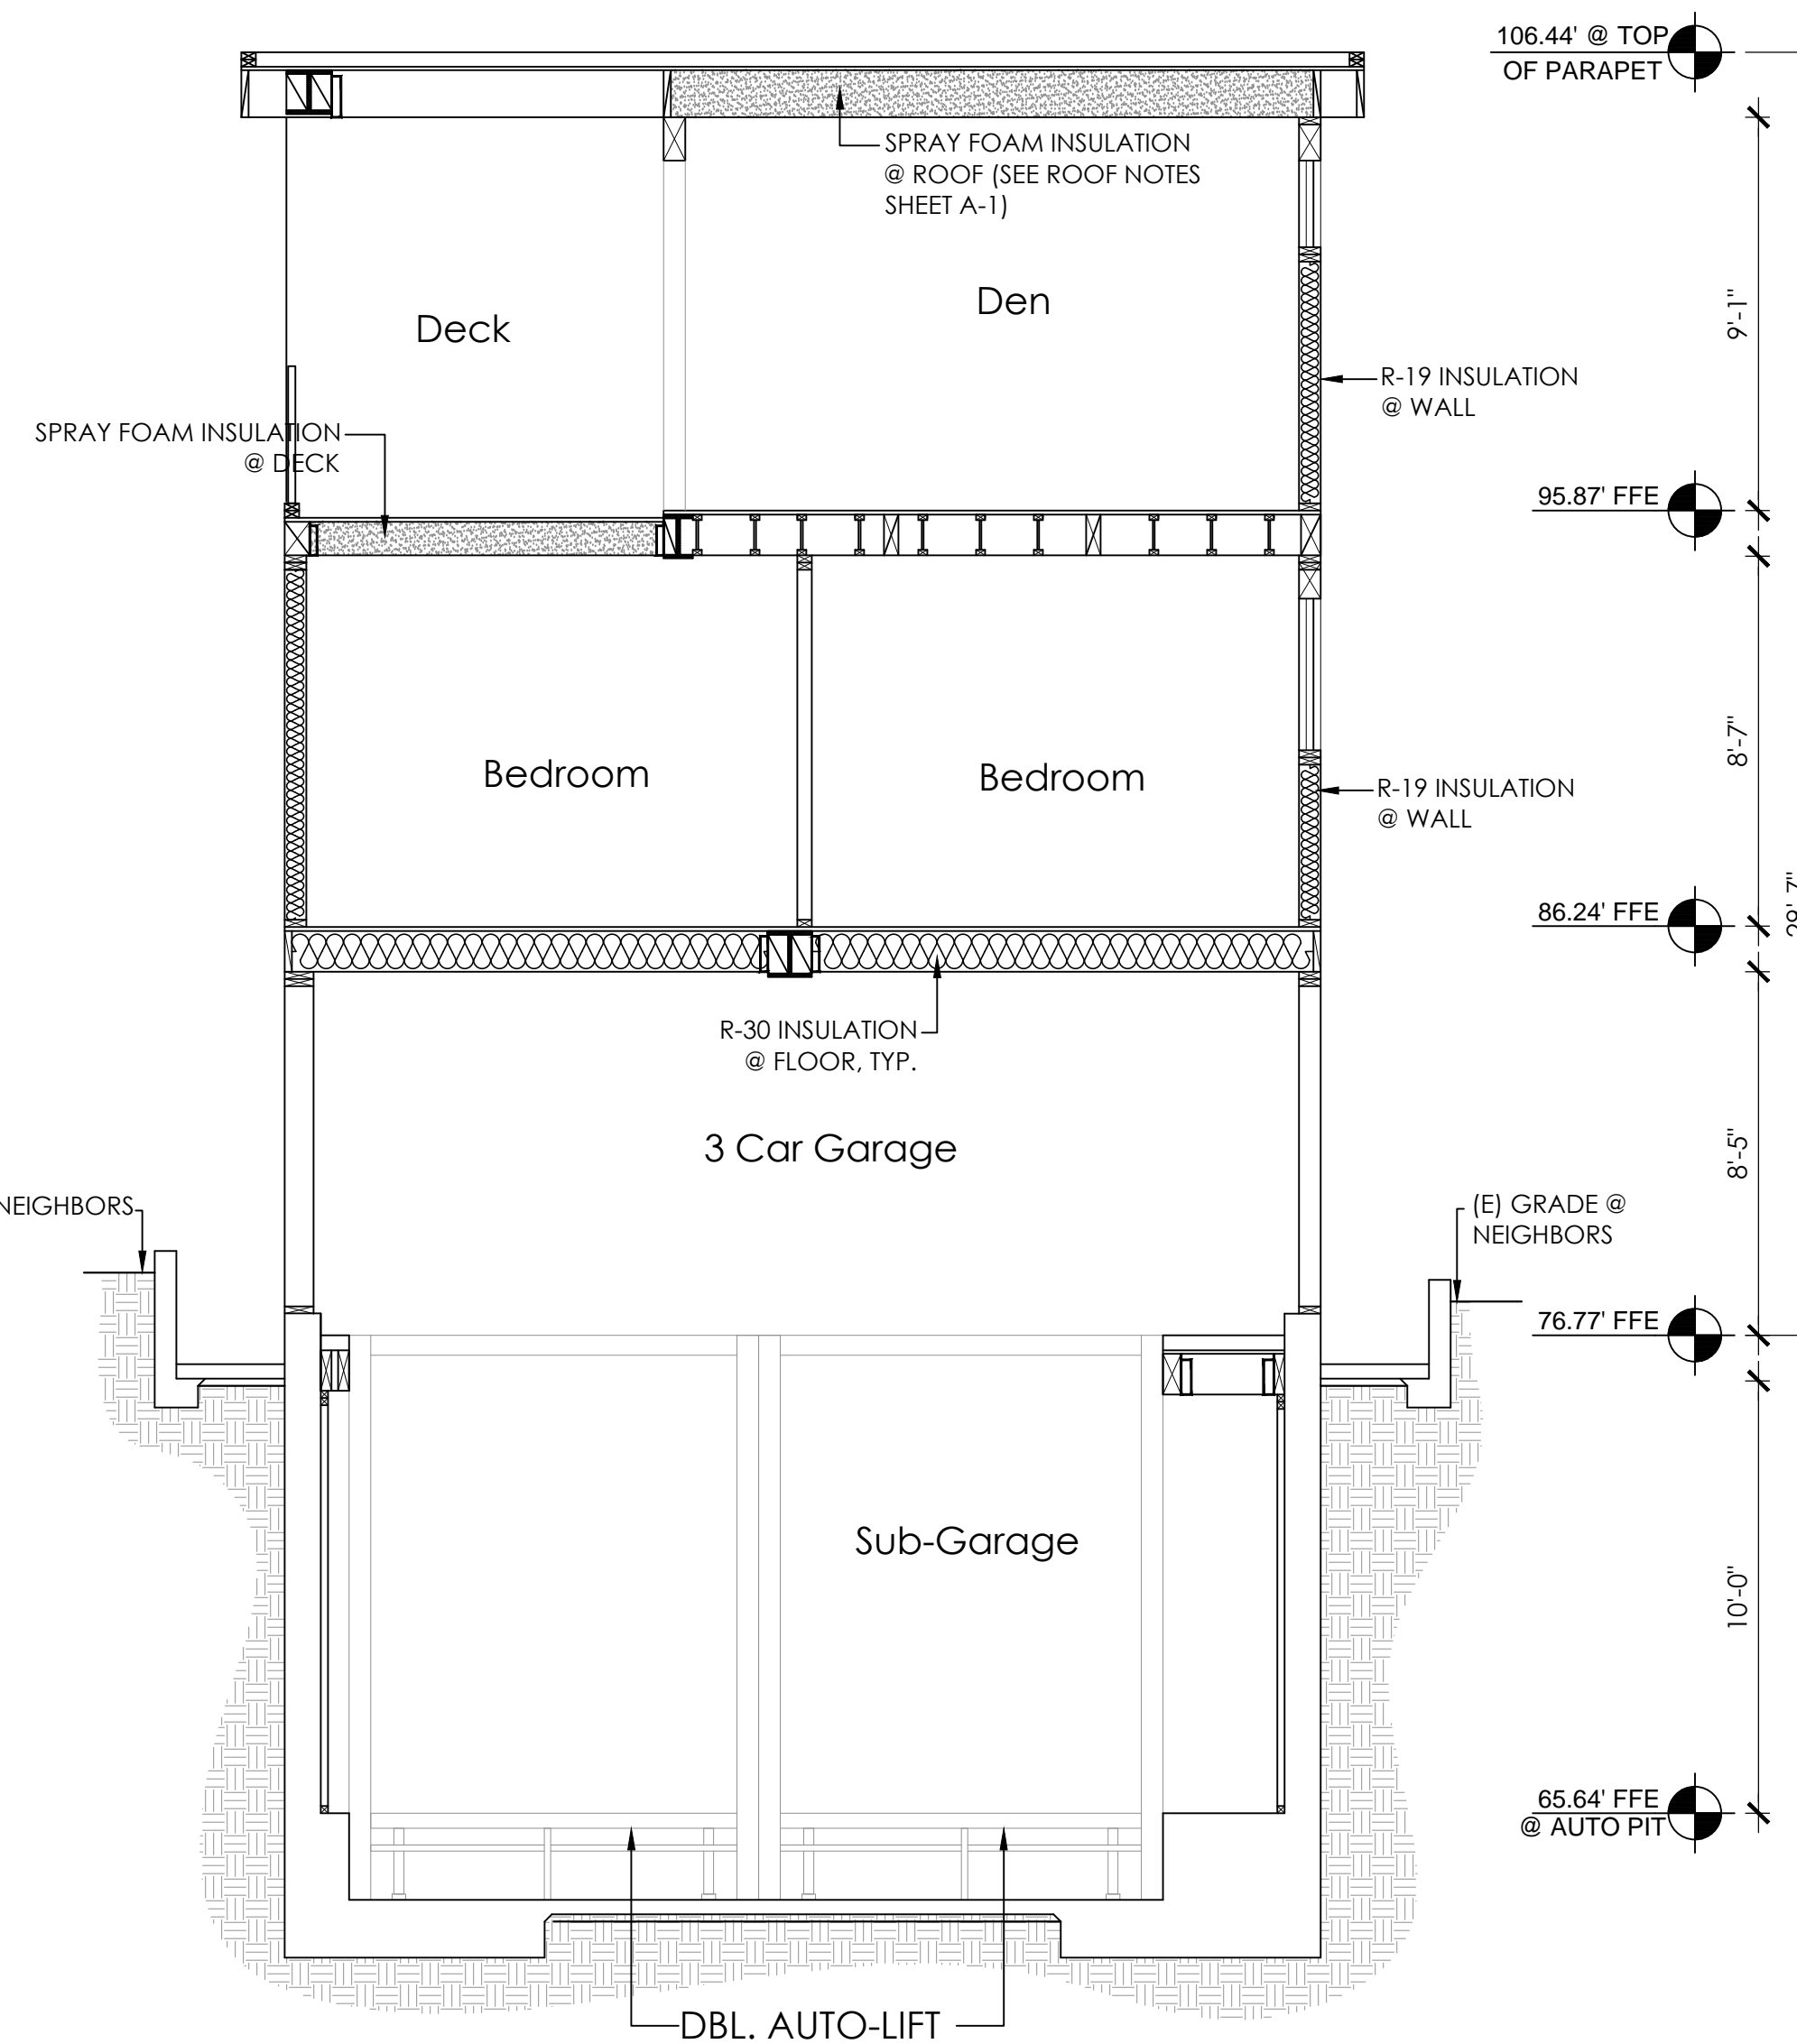 106.44' @ TOP
OF PARAPET
SPRAY FOAM INSULATION
@ ROOF (SEE ROOF NOTES
SHEET A-1)
Den
Deck
9'-1"
R-19 INSULATION
@ WALL
SPRAY FOAM INSULATION
@ DECK
95.87' FFE
8'-7"
Bedroom
Bedroom
R-19 INSULATION
@ WALL
86.24' FFE
R-30 INSULATION
@ FLOOR, TYP.
3 Car Garage
8'-5"
NEIGHBORS
(E) GRADE @
NEIGHBORS
76.77' FFE
Sub-Garage
10'-0"
65.64' FFE
@ AUTO PIT
DBL. AUTO-LIFT